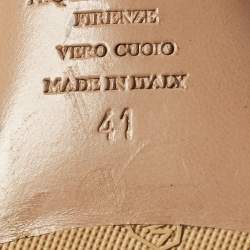 FIRENZE
VERO CUOIO
MADE IN ITALY
41